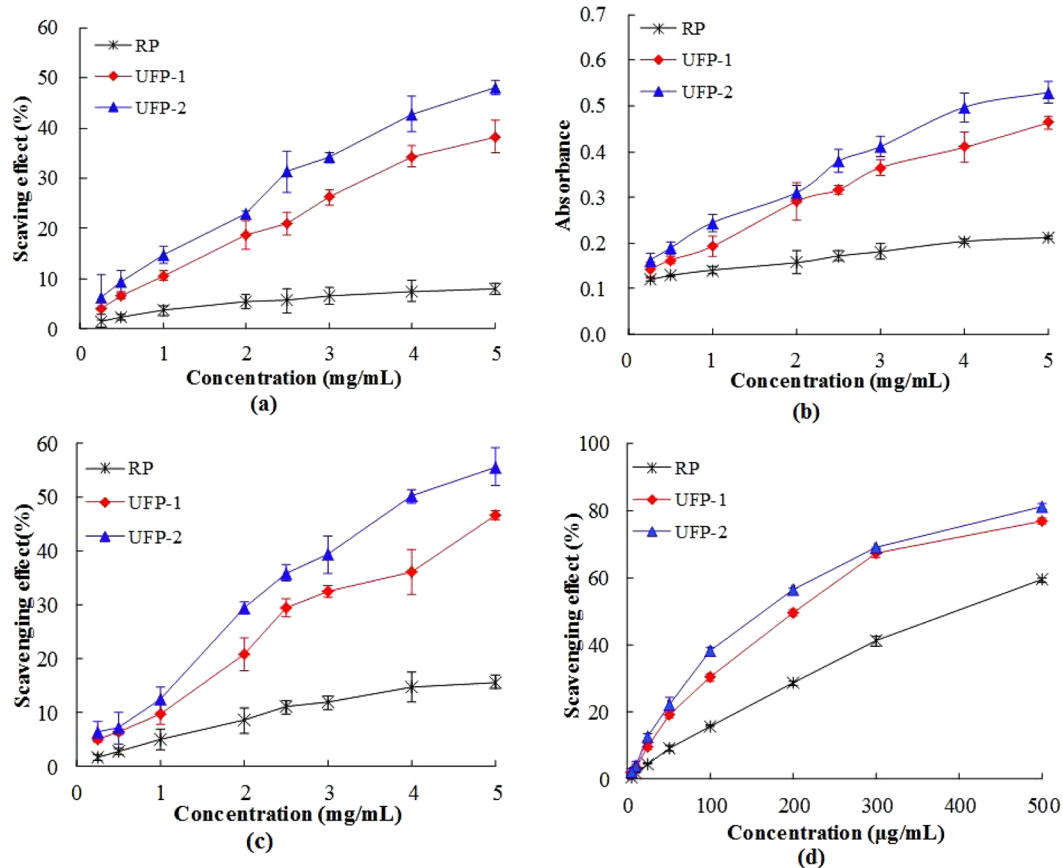 60
50
40
30
20
10
0
Scaving effect (%)
RP
UFP-1
UFP-2
0
1
2
3
4
5
Concentration (mg/mL)
(a)
0.7
0.6
0.5
0.4
0.3
0.2
0.1
0.0
Absorbance
RP
UFP-1
UFP-2
0
1
2
3
4
5
Concentration (mg/mL)
(b)
60
50
40
30
20
10
0
Scavenging effect(%)
RP
UFP-1
UFP-2
0
1
2
3
4
5
Concentration (mg/mL)
(c)
100
80
60
40
20
0
Scavenging effect (%)
RP
UFP-1
UFP-2
0
100
200
300
400
500
Concentration (μg/mL)
(d)